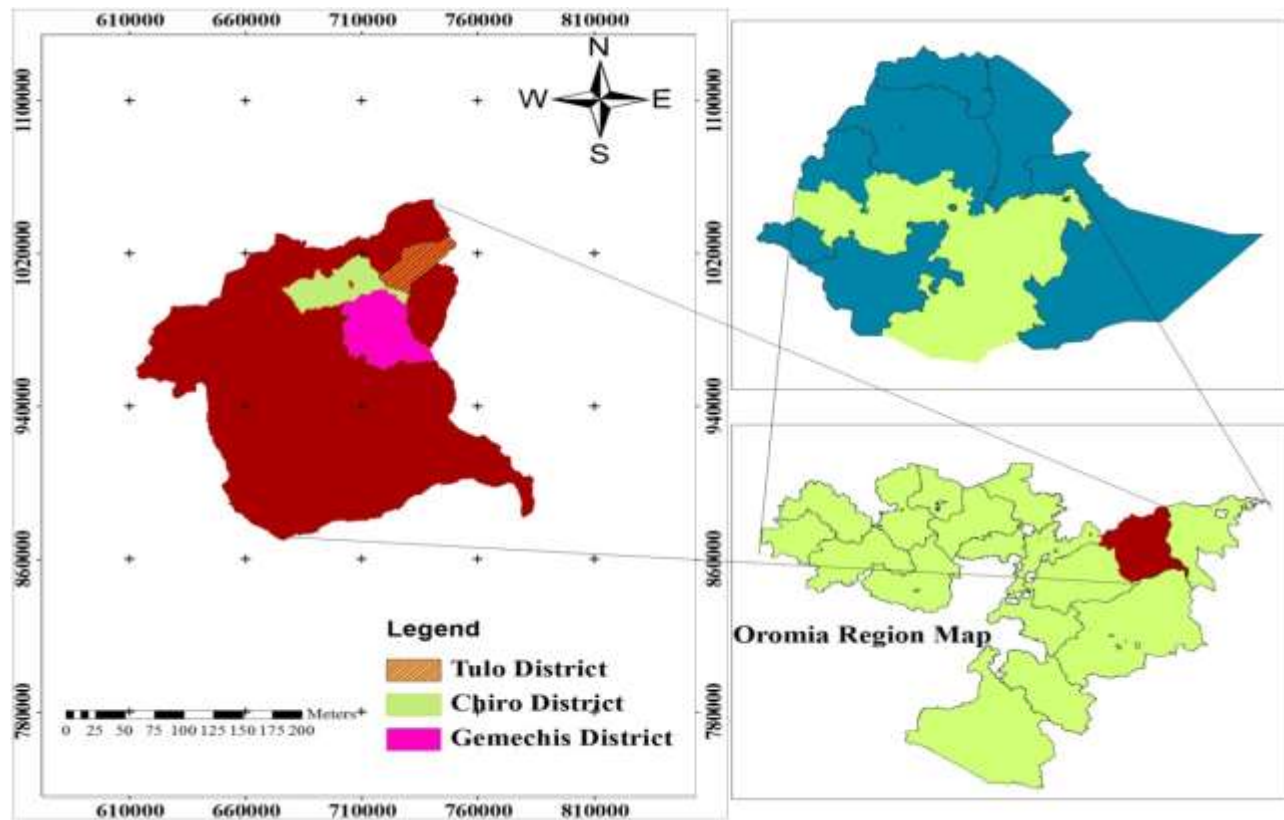 610000 660000 710000 760000 810000
N
W E
S
1100000 1100000
1020000 1020000
940000 940000
860000 860000
780000 780000
Legend
Tulo District
Chiro District
Gemechis District
Meters
0 25 50 75 100 125 150 175 200
610000 660000 710000 760000 810000
Oromia Region Map